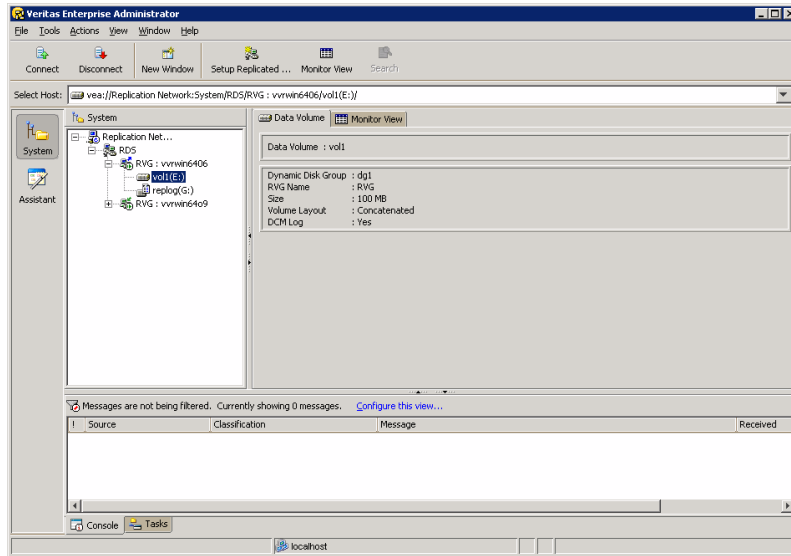 Veritas Enterprise Administrator
File Tools Actions View Window Help
Connect Disconnect New Window Setup Replicated ... Monitor View Search
Select Host: vea://Replication Network:System/RDS/RVG : vvrwin6406/vol1(E:)/
System
Assistant
System
Replication Net...
RDS
RVG : vvrwin6406
vol1(E:)
replog(G:)
RVG : vvrwin64o9
Data Volume Monitor View
Data Volume : vol1
Dynamic Disk Group : dg1
RVG Name : RVG
Size : 100 MB
Volume Layout : Concatenated
DCM Log : Yes
Messages are not being filtered. Currently showing 0 messages. Configure this view...
! Source Classification Message Received
Console Tasks
localhost